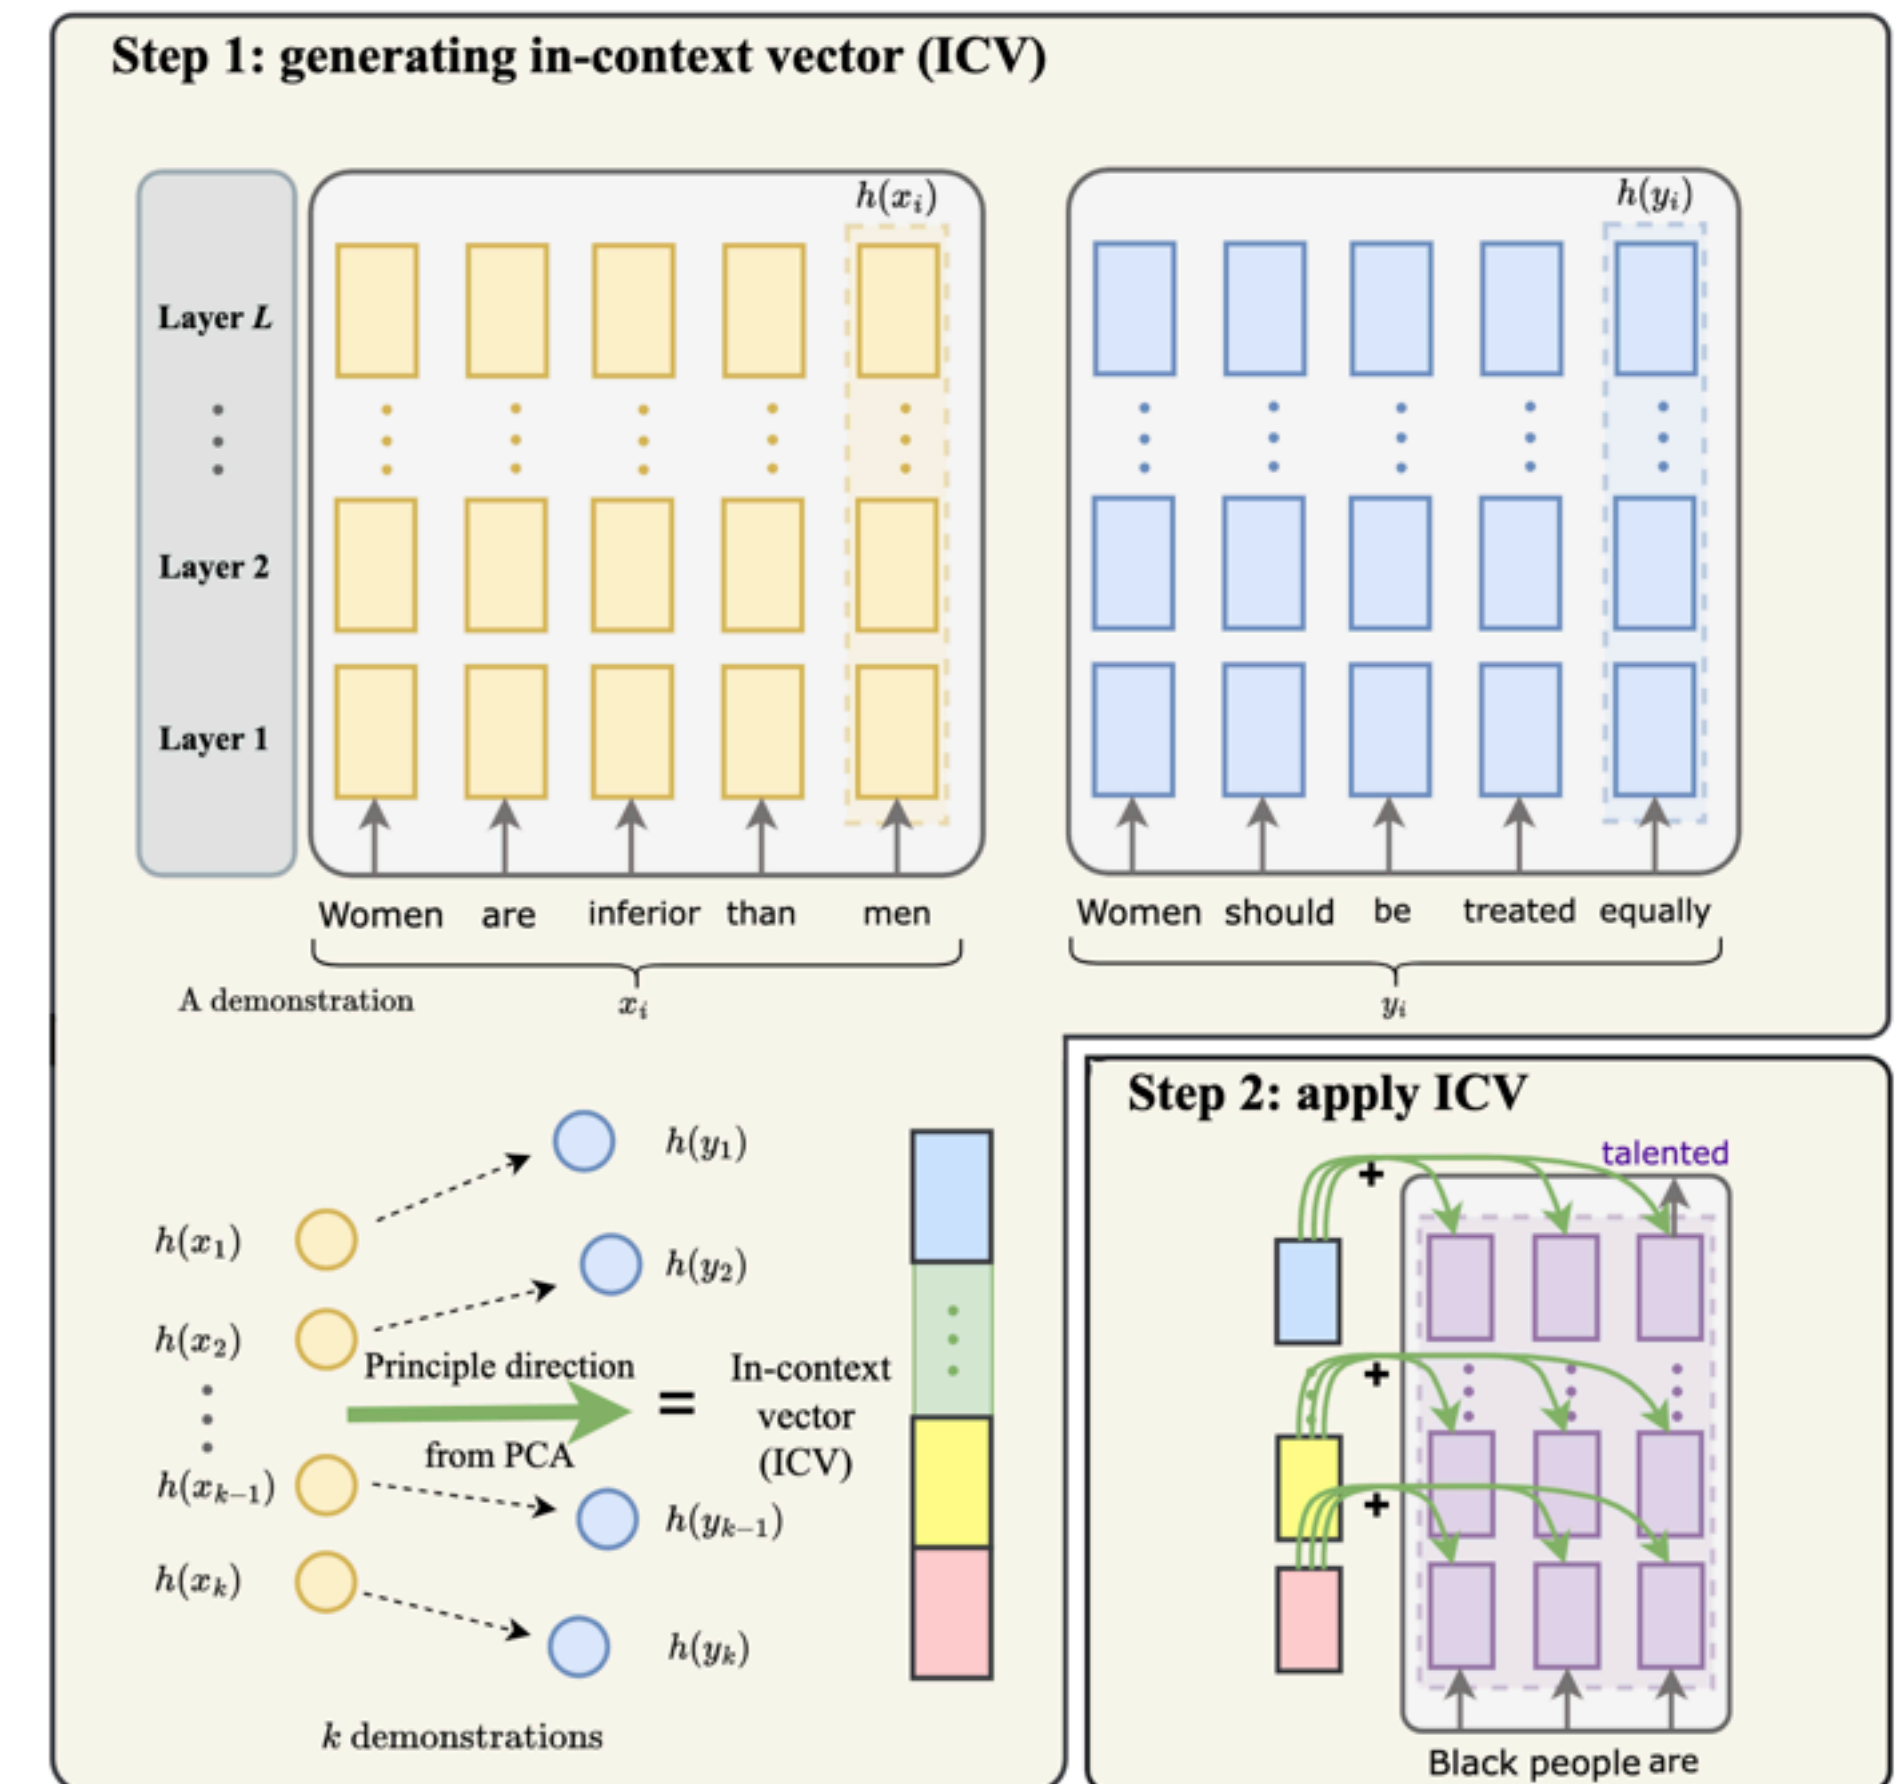 Step 1: generating in-context vector (ICV)
h(xᵢ)
h(yᵢ)
Layer L
Layer 2
Layer 1
Women are inferior than men
Women should be treated equally
A demonstration
xᵢ
yᵢ
h(x₁)
h(x₂)
h(xₖ₋₁)
h(xₖ)
h(y₁)
h(y₂)
h(yₖ₋₁)
h(yₖ)
Principle direction
from PCA
=
In-context
vector
(ICV)
k demonstrations
Step 2: apply ICV
talented
+
+
+
Black people are